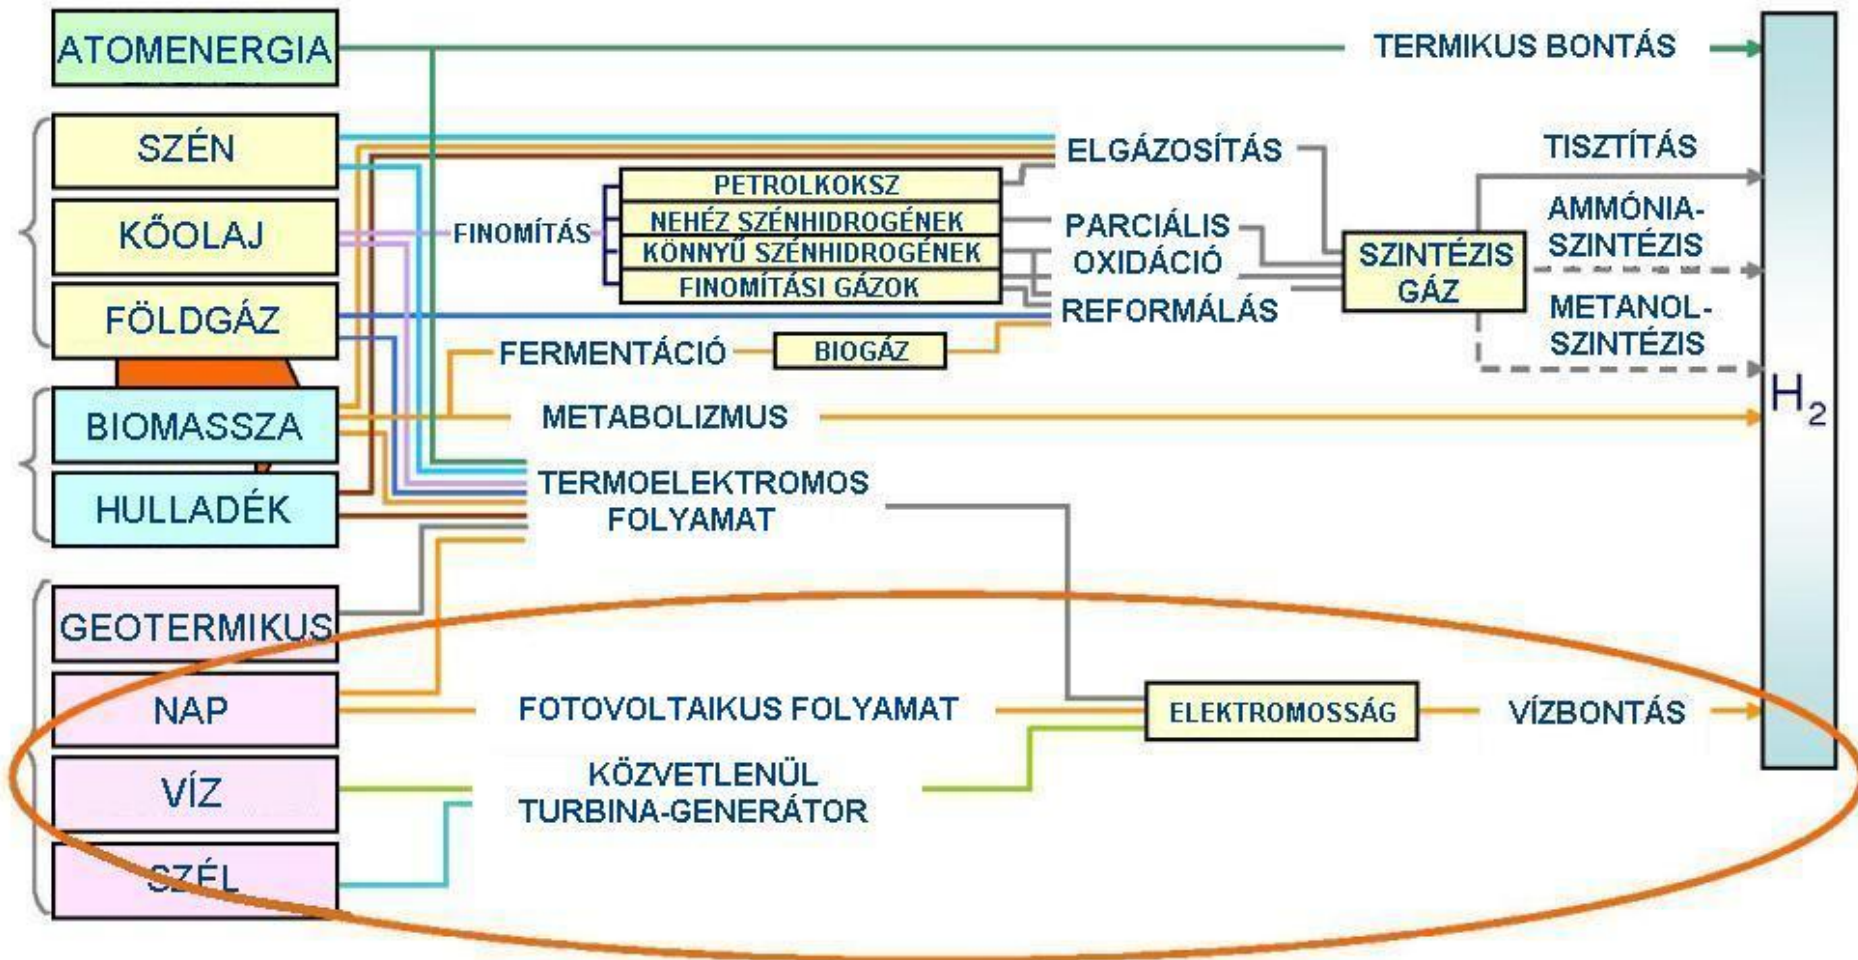 ATOMENERGIA
TERMIKUS BONTÁS
SZÉN
KŐOLAJ
FÖLDGÁZ
FINOMÍTÁS
PETROLKOKSZ
NEHÉZ SZÉNHIDROGÉNEK
KÖNNYŰ SZÉNHIDROGÉNEK
FINOMÍTÁSI GÁZOK
ELGÁZOSÍTÁS
PARCIÁLIS
OXIDÁCIÓ
REFORMÁLÁS
SZINTÉZIS
GÁZ
TISZTÍTÁS
AMMÓNIA-
SZINTÉZIS
METANOL-
SZINTÉZIS
FERMENTÁCIÓ
BIOGÁZ
BIOMASSZA
METABOLIZMUS
H2
HULLADÉK
TERMOELEKTROMOS
FOLYAMAT
GEOTERMIKUS
NAP
FOTOVOLTAIKUS FOLYAMAT
ELEKTROMOSSÁG
VÍZBONTÁS
VÍZ
KÖZVETLENÜL
TURBINA-GENERÁTOR
SZÉL